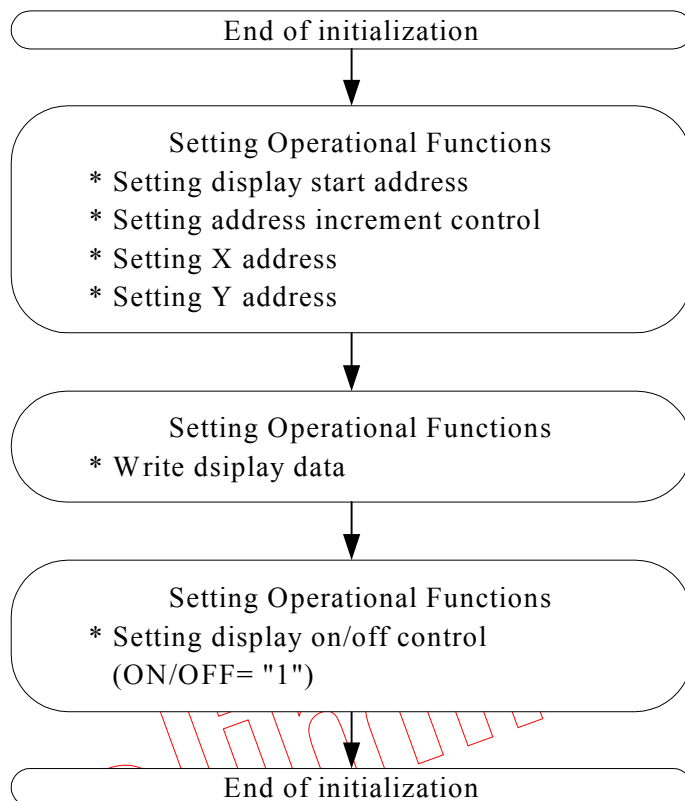 End of initialization
Setting Operational Functions
* Setting display start address
* Setting address increment control
* Setting X address
* Setting Y address
Setting Operational Functions
* Write dsiplay data
Setting Operational Functions
* Setting display on/off control
(ON/OFF= "1")
End of initialization